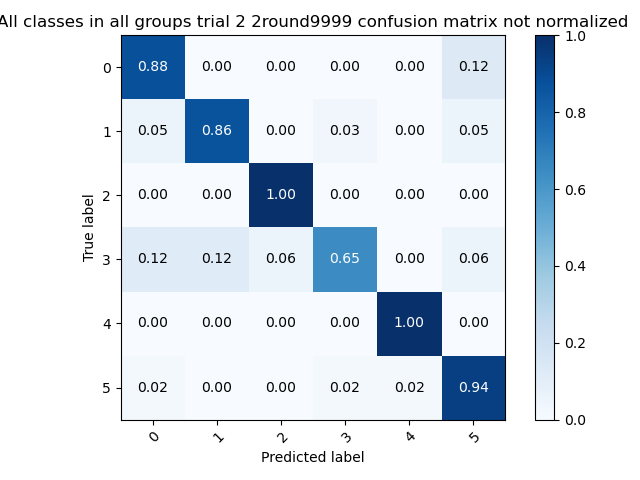 All classes in all groups trial 2 2round9999 confusion matrix not normalized
0 0.88 0.00 0.00 0.00 0.00 0.12
1 0.05 0.86 0.00 0.03 0.00 0.05
2 0.00 0.00 1.00 0.00 0.00 0.00
3 0.12 0.12 0.06 0.65 0.00 0.06
4 0.00 0.00 0.00 0.00 1.00 0.00
5 0.02 0.00 0.00 0.02 0.02 0.94
True label
0 1 2 3 4 5
Predicted label
1.0
0.8
0.6
0.4
0.2
0.0